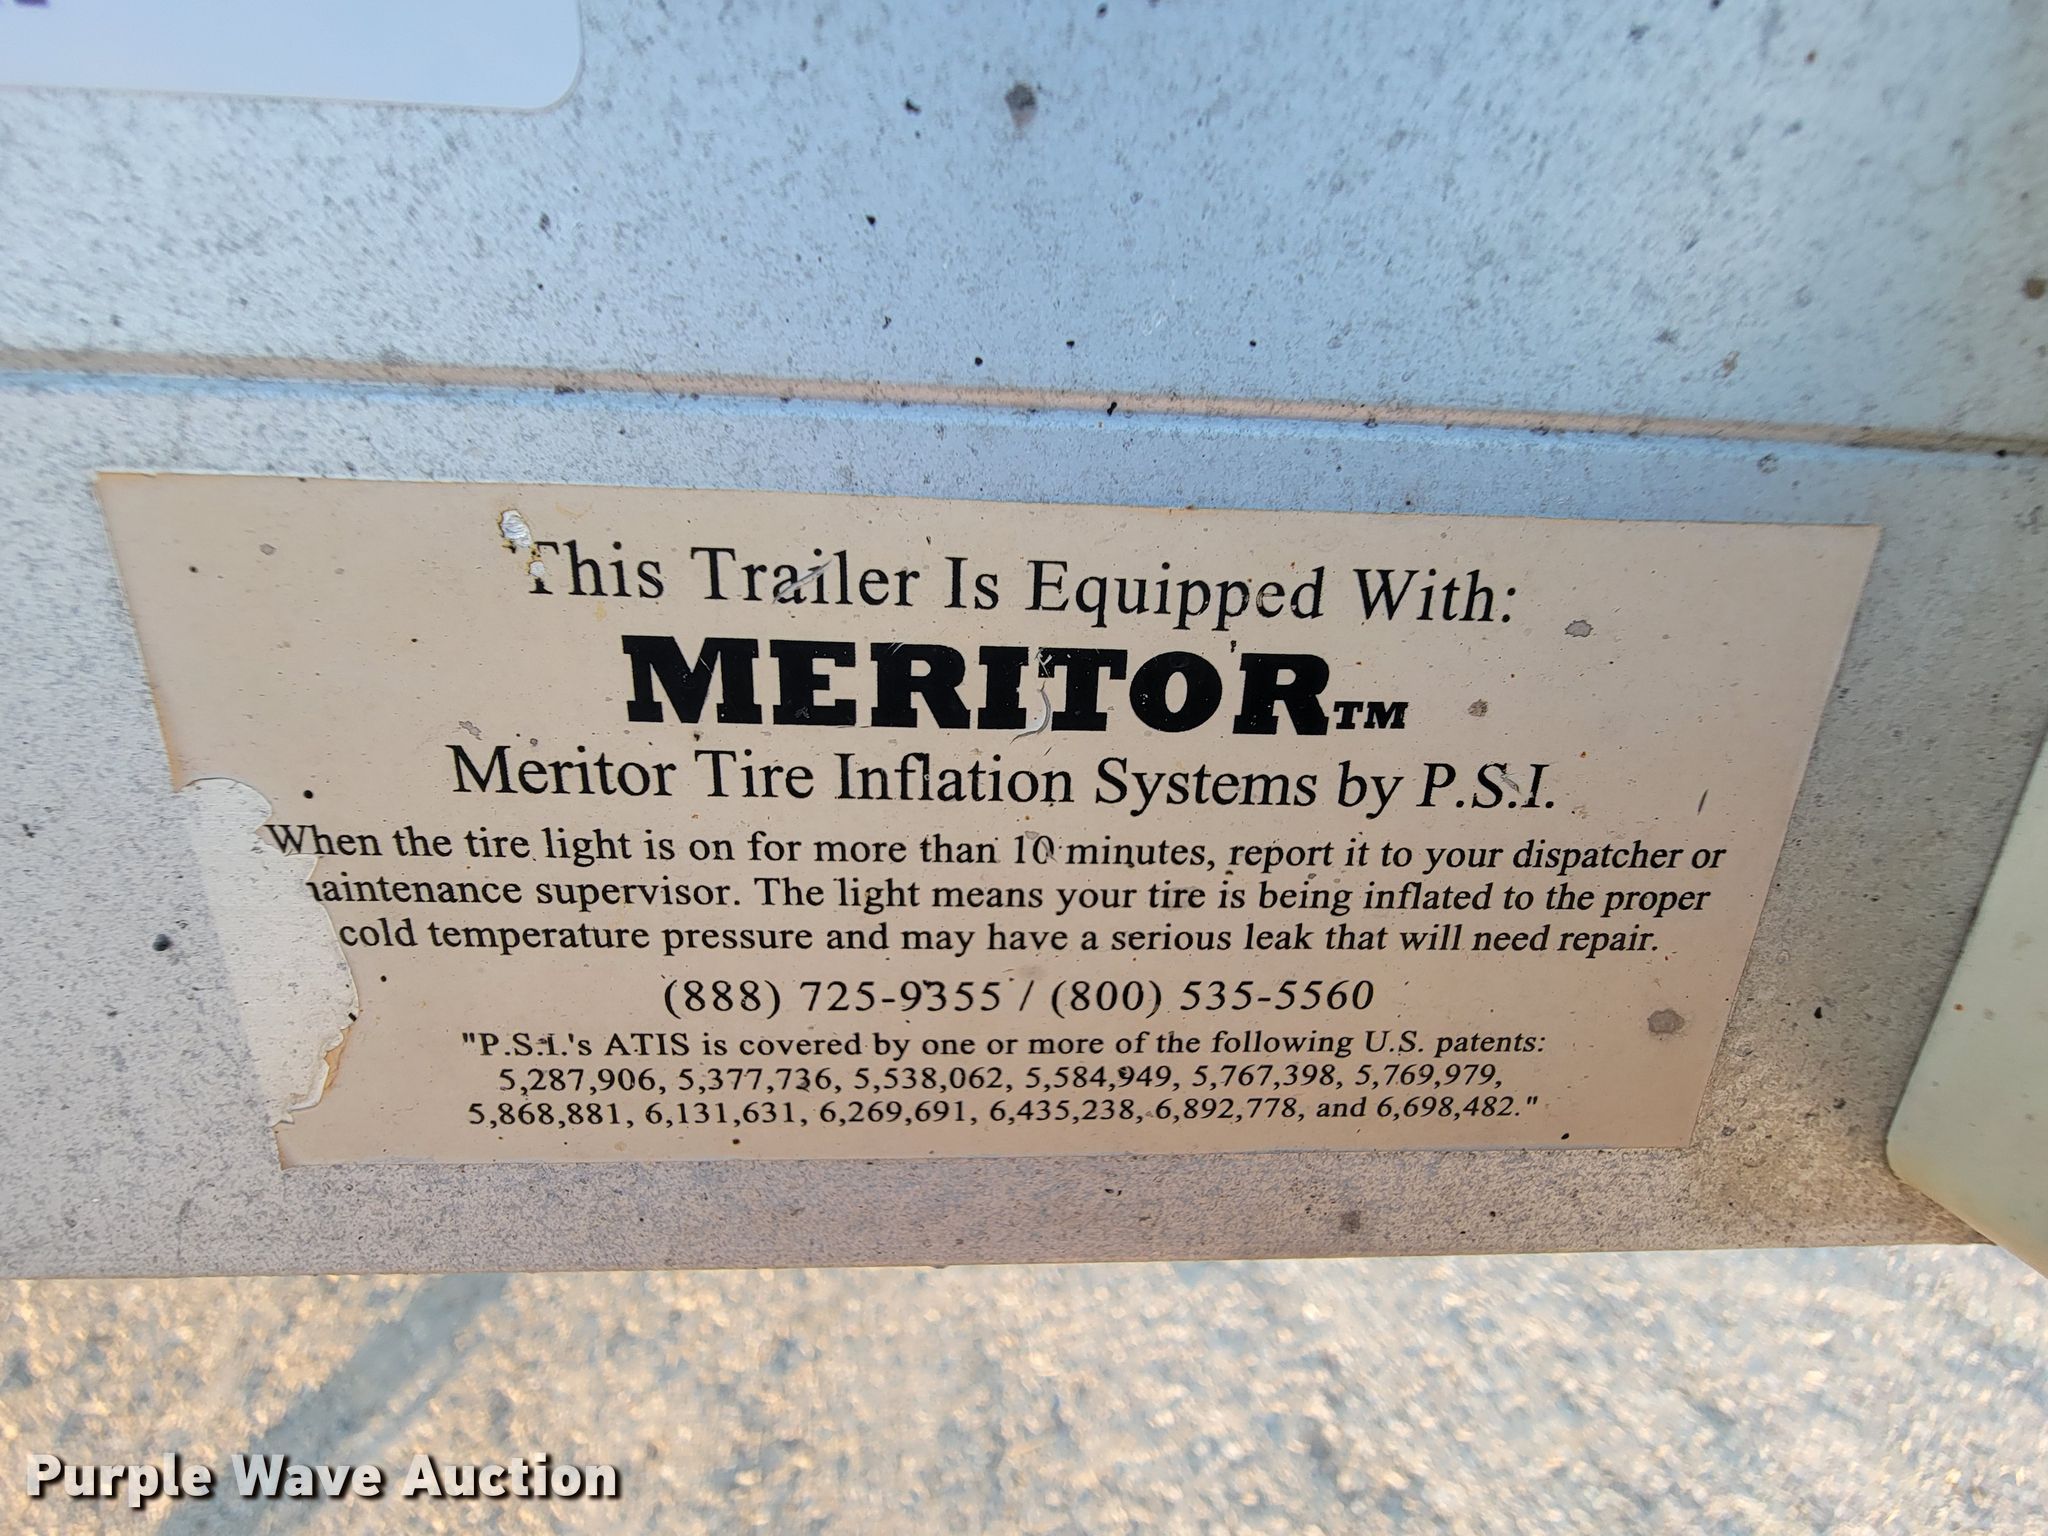 This Trailer Is Equipped With:
MERITOR™
Meritor Tire Inflation Systems by P.S.I.
When the tire light is on for more than 10 minutes, report it to your dispatcher or
maintenance supervisor. The light means your tire is being inflated to the proper
cold temperature pressure and may have a serious leak that will need repair.
(888) 725-9355 / (800) 535-5560
"P.S.I.'s ATIS is covered by one or more of the following U.S. patents:
5,287,906, 5,377,736, 5,538,062, 5,584,949, 5,767,398, 5,769,979,
5,868,881, 6,131,631, 6,269,691, 6,435,238, 6,892,778, and 6,698,482."
Purple Wave Auction